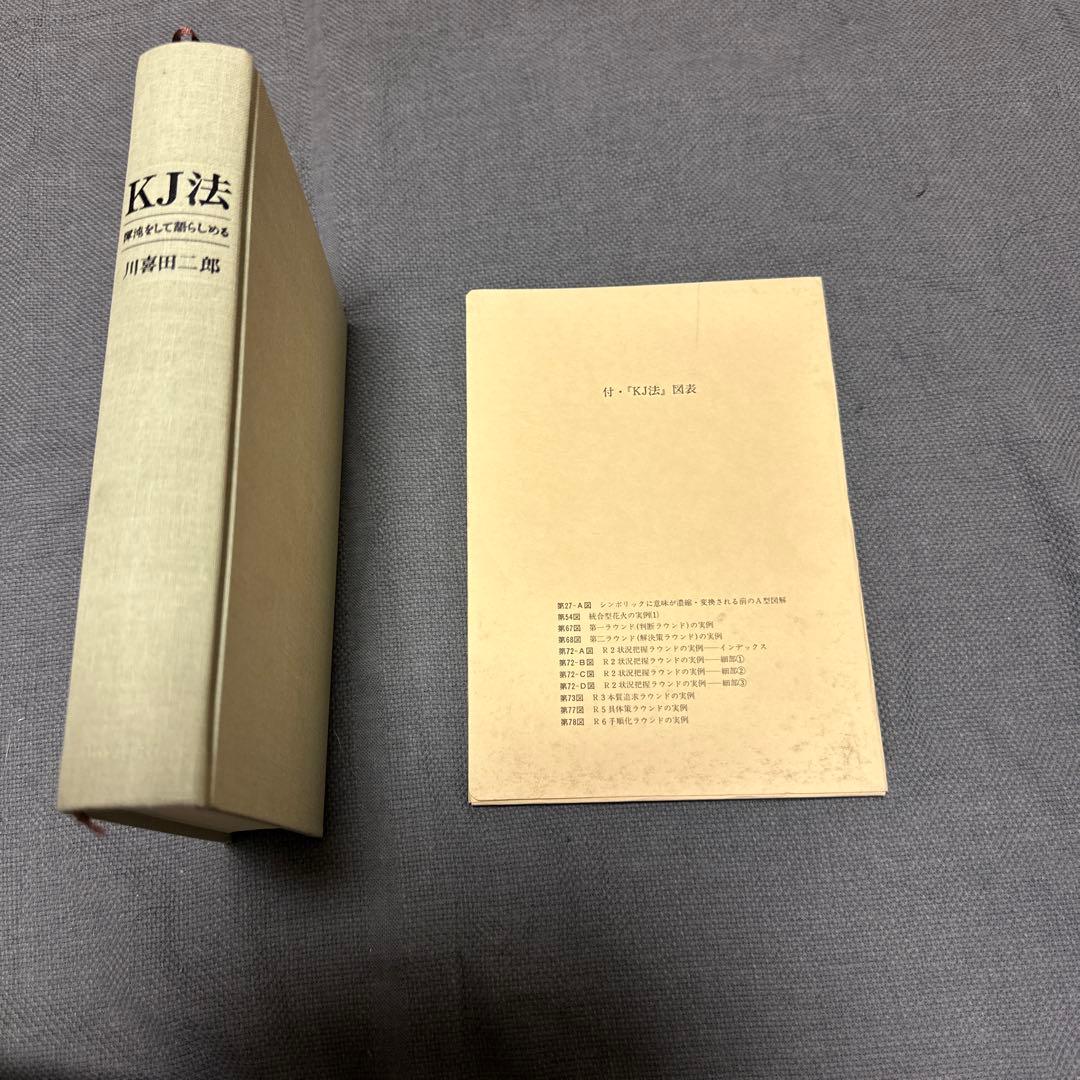 KJ法
渾沌をして語らしめる
川喜田二郎
付・『KJ法』図表
第27-A図 シンボリックに意味が濃縮・変換される前のA型図解
第54図 統合型花火の実例(1)
第67図 第一ラウンド(判断ラウンド)の実例
第68図 第二ラウンド(解決策ラウンド)の実例
第72-A図 R2状況把握ラウンドの実例――インデックス
第72-B図 R2状況把握ラウンドの実例――細部①
第72-C図 R2状況把握ラウンドの実例――細部②
第72-D図 R2状況把握ラウンドの実例――細部③
第73図 R3本質追求ラウンドの実例
第77図 R5具体策ラウンドの実例
第78図 R6手順化ラウンドの実例